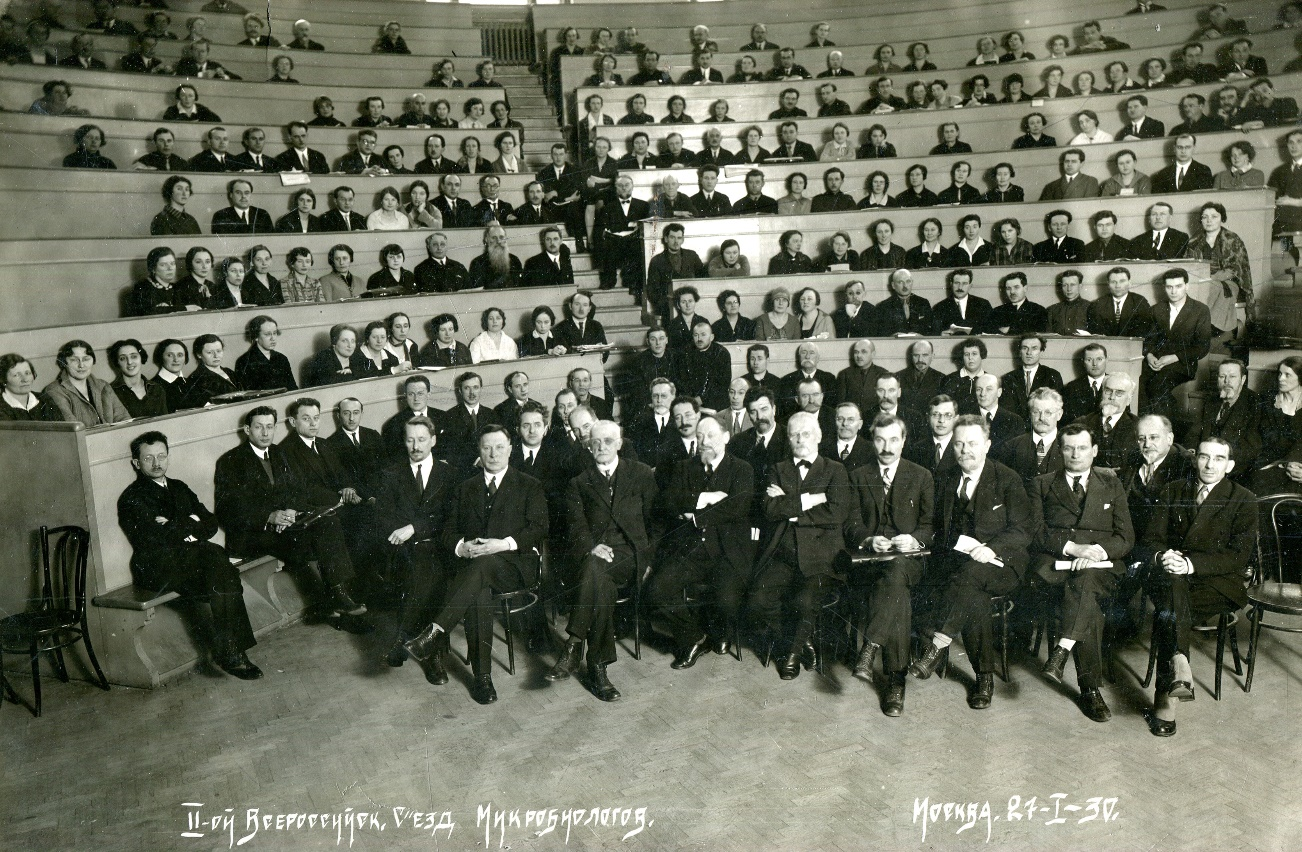 II-ой Всероссийск. С'езд Микробиологов.
Москва. 27-I-30.